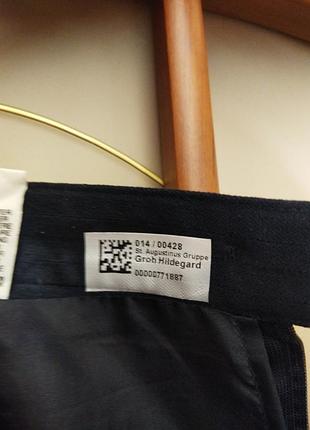 014 / 00428
St. Augustinus Gruppe
Groh Hildegard
00000771887